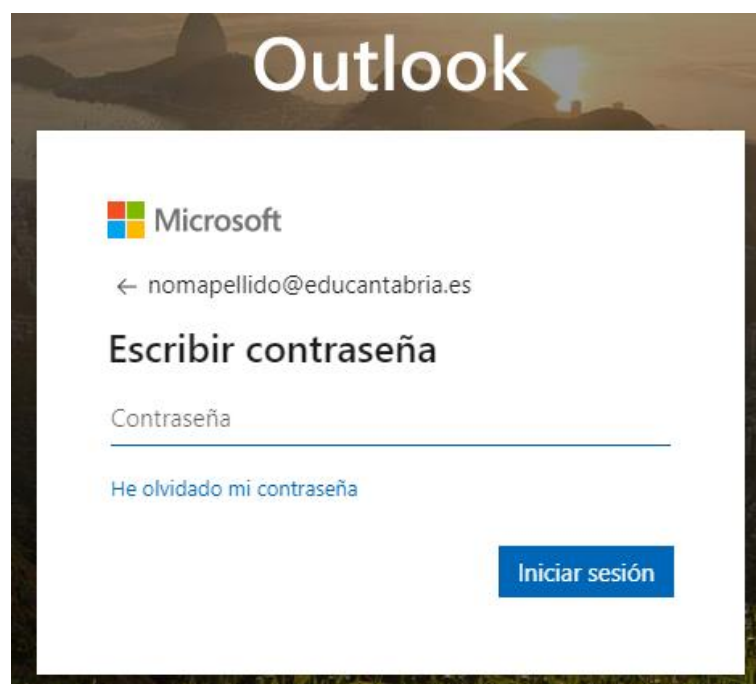 Outlook
Microsoft
← nomapellido@educantabria.es
Escribir contraseña
Contraseña
He olvidado mi contraseña
Iniciar sesión